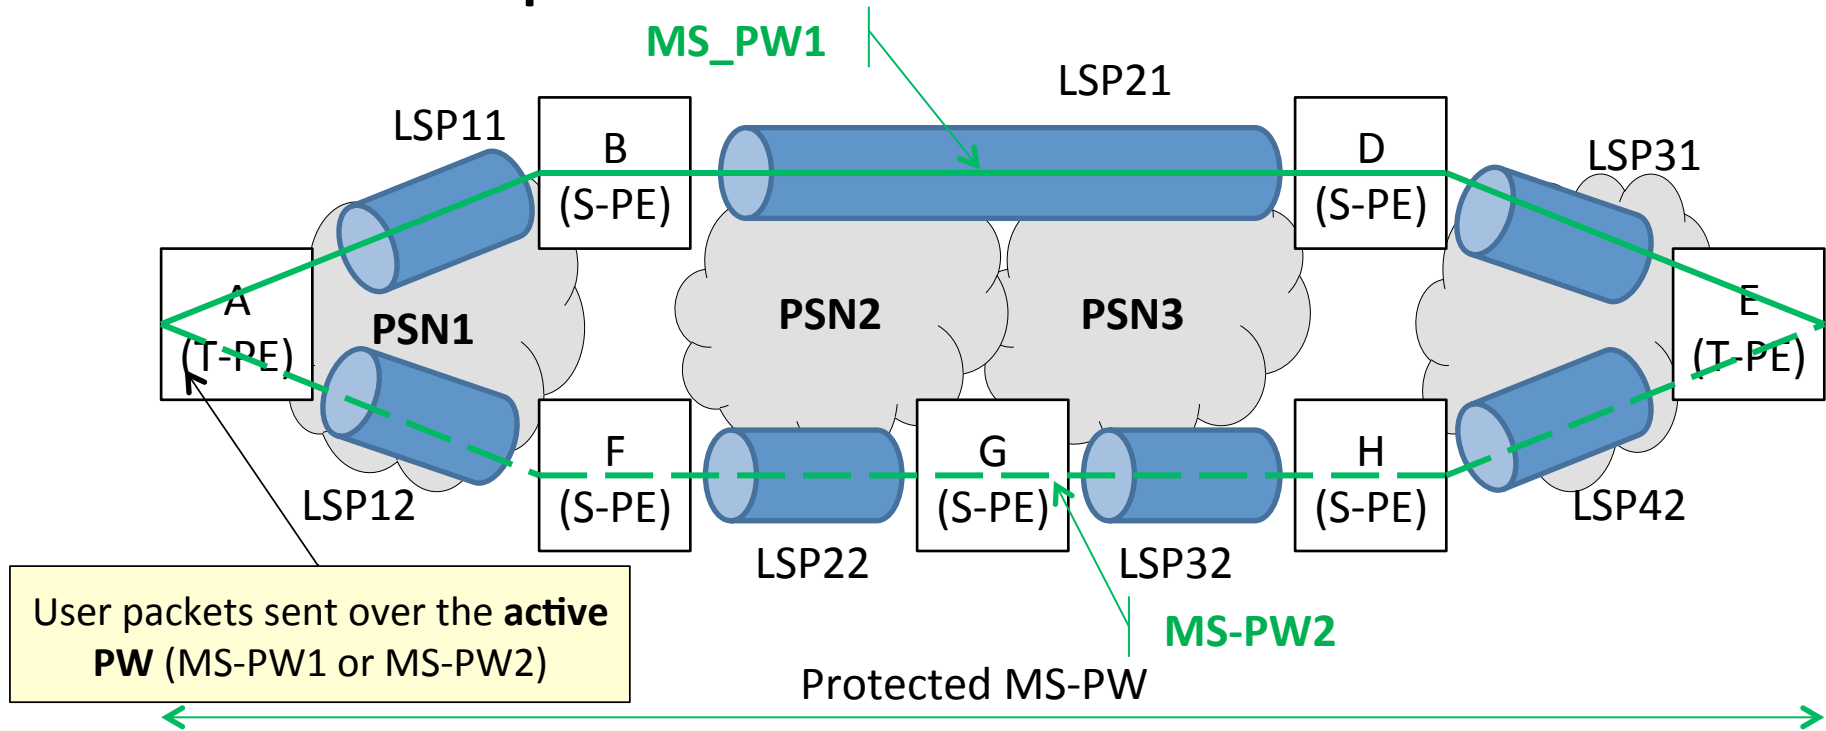 MS_PW1
LSP21
LSP11
B
(S-PE)
D
(S-PE)
LSP31
A
(T-PE)
PSN1
PSN2
PSN3
E
(T-PE)
F
(S-PE)
G
(S-PE)
H
(S-PE)
LSP12
LSP22
LSP32
LSP42
User packets sent over the active
PW (MS-PW1 or MS-PW2)
MS-PW2
Protected MS-PW